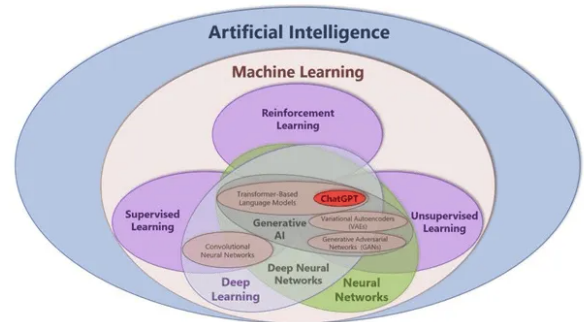 Artificial Intelligence
Machine Learning
Reinforcement
Learning
Transformer-Based
Language Models
ChatGPT
Supervised
Learning
Generative
AI
Variational Autoencoders
(VAEs)
Unsupervised
Learning
Convolutional
Neural Networks
Generative Adversarial
Networks (GANs)
Deep Neural
Networks
Deep
Learning
Neural
Networks